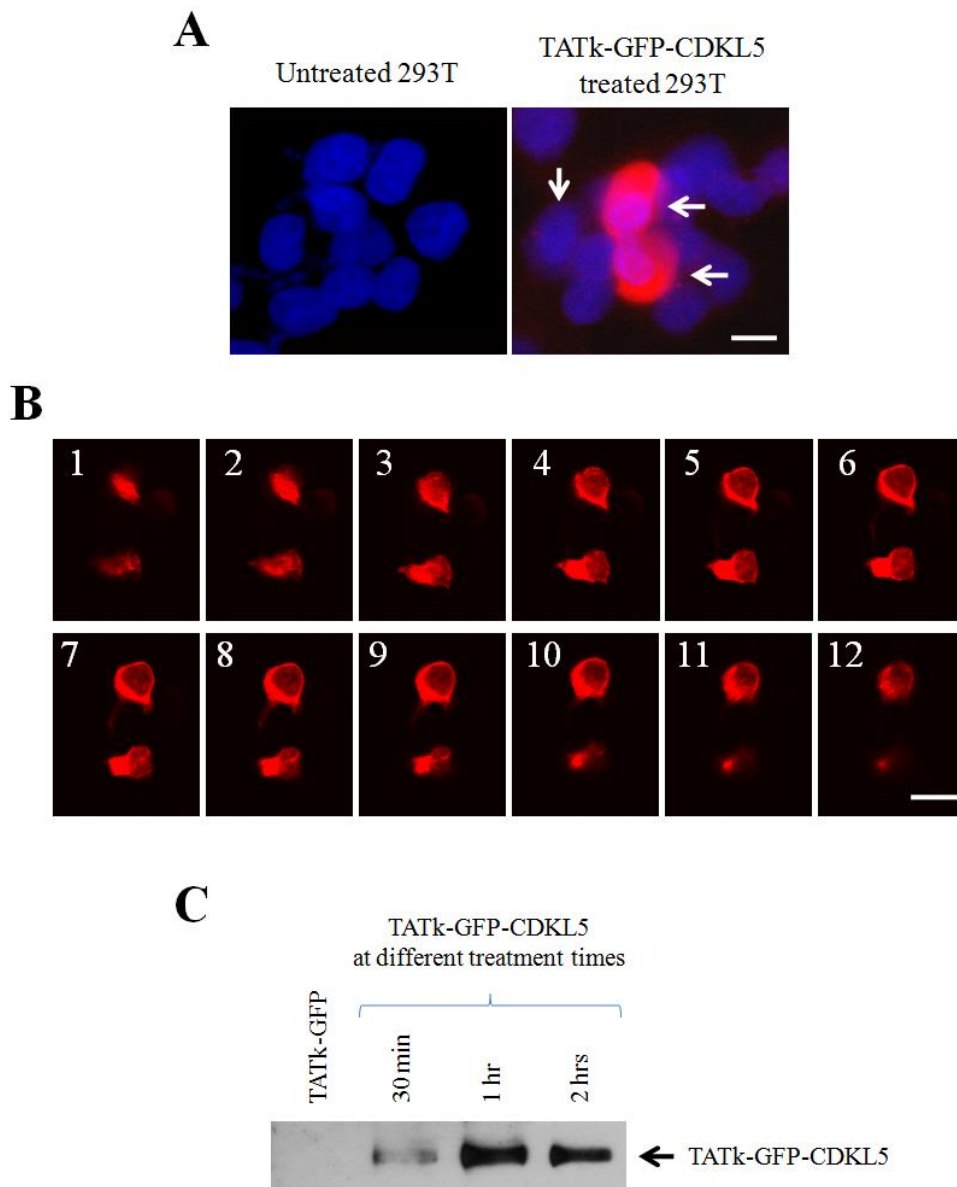 A
Untreated 293T
TATk-GFP-CDKL5
treated 293T
B
1 2 3 4 5 6
7 8 9 10 11 12
C
TATk-GFP-CDKL5
at different treatment times
TATk-GFP
30 min
1 hr
2 hrs
TATk-GFP-CDKL5